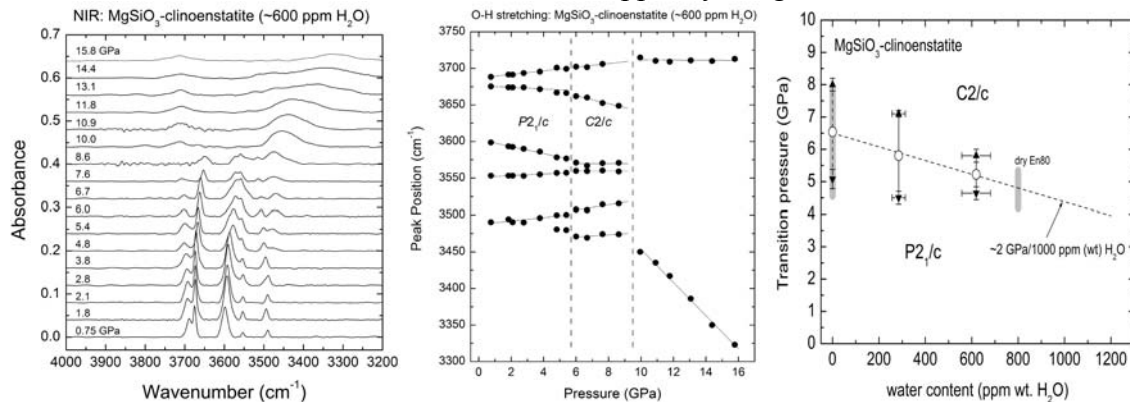 NIR: MgSiO₃-clinoenstatite (~600 ppm H₂O)
0.7
0.6
0.5
0.4
0.3
0.2
0.1
0.0
Absorbance
15.8 GPa
14.4
13.1
11.8
10.9
10.0
8.6
7.6
6.7
6.0
5.4
4.8
3.8
2.8
2.1
1.8
0.75 GPa
4000 3900 3800 3700 3600 3500 3400 3300 3200
Wavenumber (cm⁻¹)
O-H stretching: MgSiO₃-clinoenstatite (~600 ppm H₂O)
3750
3700
3650
3600
3550
3500
3450
3400
3350
3300
Peak Position (cm⁻¹)
P2₁/c
C2/c
0 2 4 6 8 10 12 14 16
Pressure (GPa)
10
9
8
7
6
5
4
3
2
1
0
Transition pressure (GPa)
MgSiO₃-clinoenstatite
C2/c
dry En80
P2₁/c
~2 GPa/1000 ppm (wt) H₂O
0 200 400 600 800 1000 1200
water content (ppm wt. H₂O)